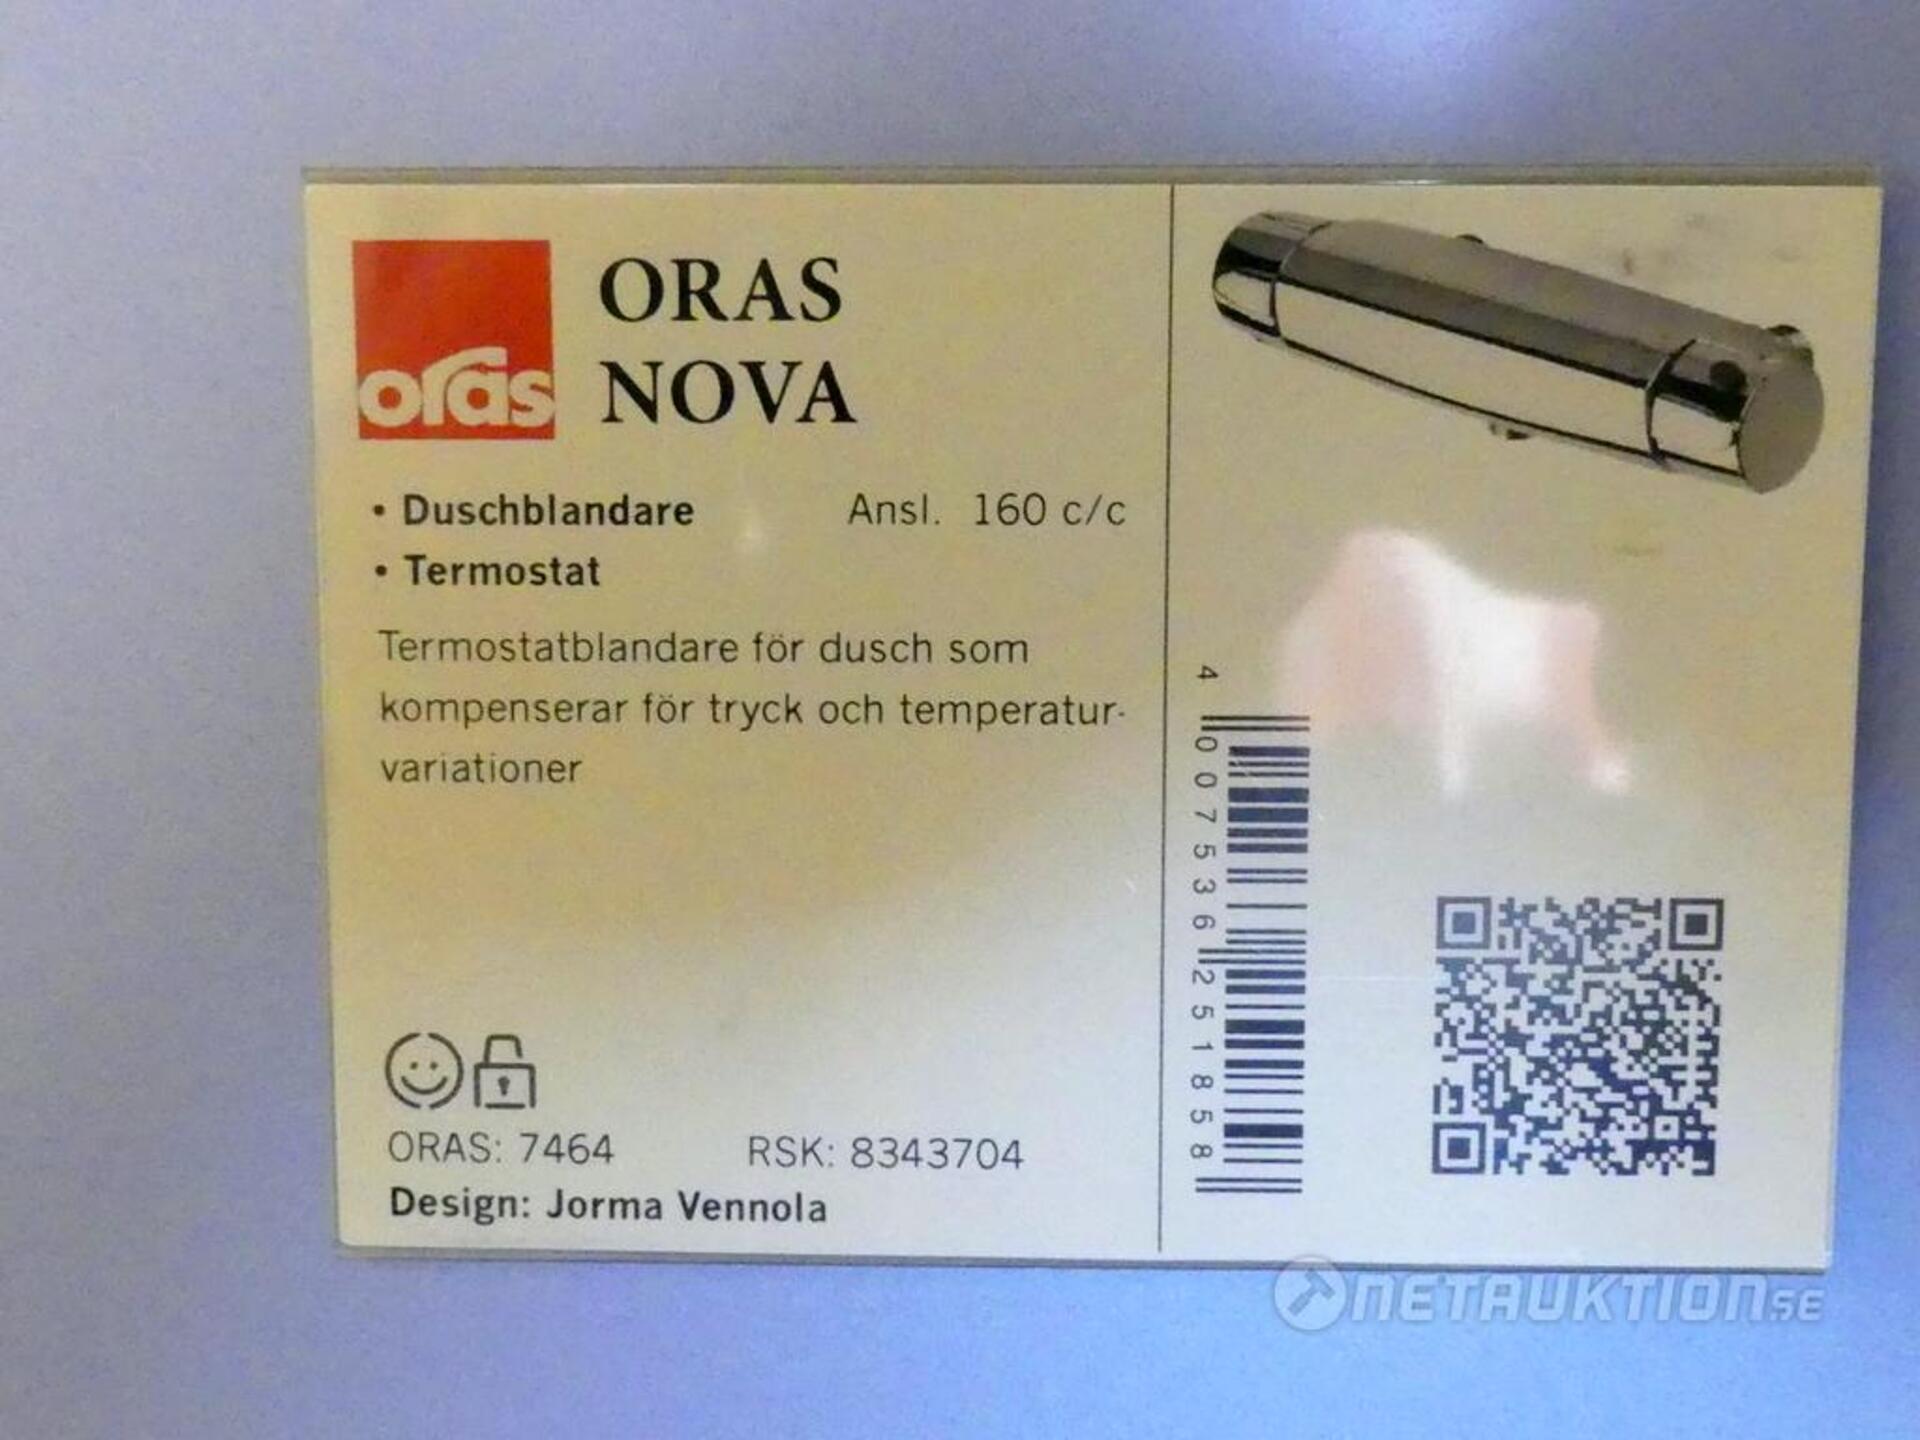 oras
ORAS
NOVA
• Duschblandare Ansl. 160 c/c
• Termostat
Termostatblandare för dusch som
kompenserar för tryck och temperatur-
variationer
ORAS: 7464 RSK: 8343704
Design: Jorma Vennola
4 007536 251858
NETAUKTION.SE